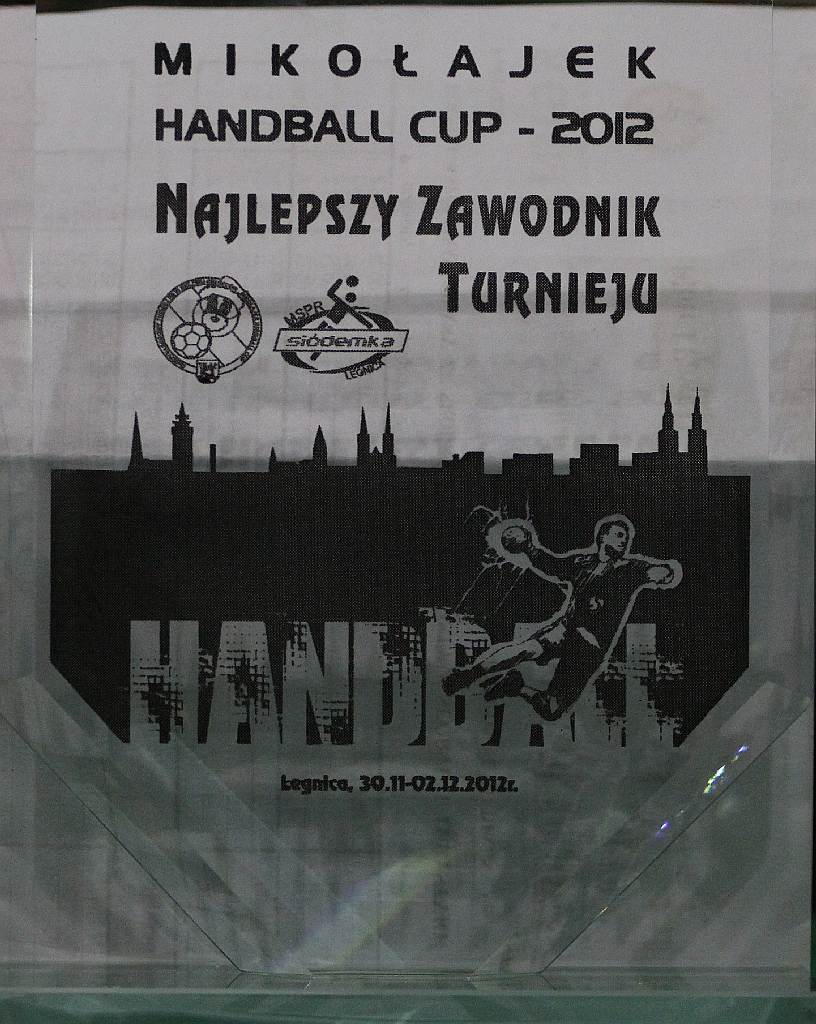 MIKOŁAJEK
HANDBALL CUP - 2012
NAJLEPSZY ZAWODNIK
TURNIEJU
MSPR
siódemka
LEGNICA
HANDBALL
Legnica, 30.11-02.12.2012r.